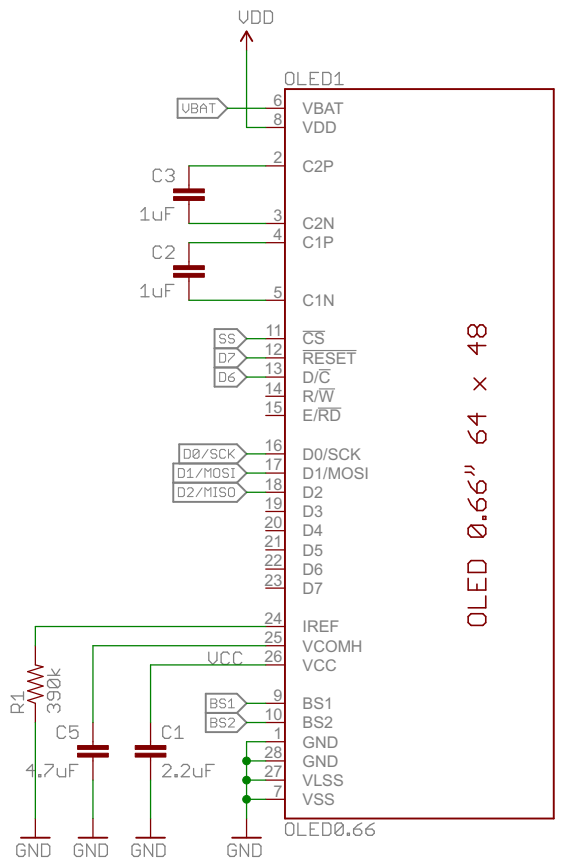 VDD
OLED1
VBAT 6 VBAT
8 VDD
2 C2P
C3
1uF
3 C2N
4 C1P
C2
1uF
5 C1N
SS 11 CS
D7 12 RESET
D6 13 D/C
14 R/W
15 E/RD
D0/SCK 16 D0/SCK
D1/MOSI 17 D1/MOSI
D2/MISO 18 D2
19 D3
20 D4
21 D5
22 D6
23 D7
OLED 0.66" 64 x 48
24 IREF
25 VCOMH
VCC 26 VCC
R1
390k
BS1 9 BS1
BS2 10 BS2
1 GND
28 GND
27 VLSS
7 VSS
C5
4.7uF
C1
2.2uF
OLED0.66
GND GND GND GND